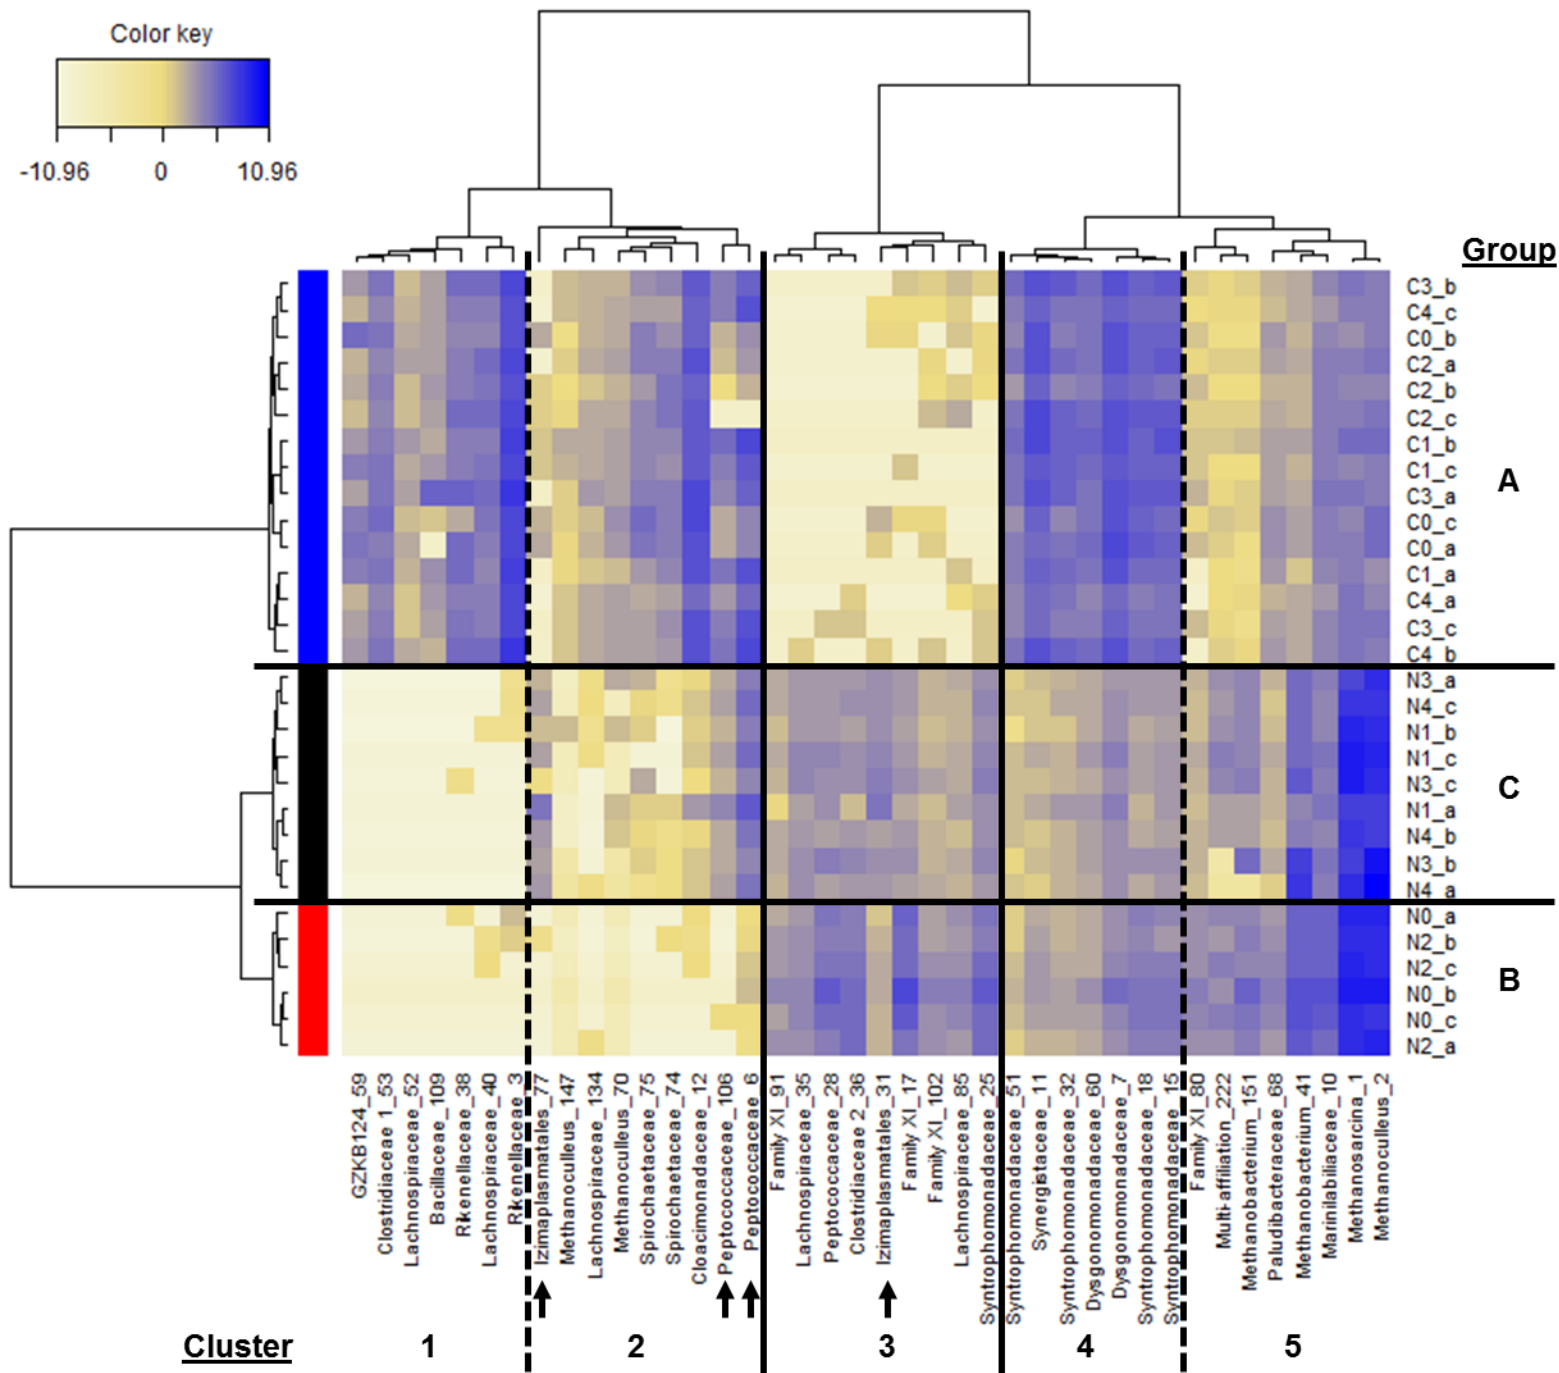 Color key
-10.96 0 10.96
Group
C3_b
C4_c
C0_b
C2_a
C2_b
C2_c
C1_b
C1_c
C3_a
C0_c
C0_a
C1_a
C4_a
C3_c
C4_b
A
N3_a
N4_c
N1_b
N1_c
N3_c
N1_a
N4_b
N3_b
N4_a
C
N0_a
N2_b
N2_c
N0_b
N0_c
N2_a
B
GZKB124_59
Clostridiaceae 1_53
Lachnospiraceae_52
Bacillaceae_109
Rikenellaceae_38
Lachnospiraceae_40
Rikenellaceae_3
Izimaplasmatales_77
Methanoculleus_147
Lachnospiraceae_134
Methanoculleus_70
Spirochaetaceae_75
Spirochaetaceae_74
Cloacimonadaceae_12
Peptococcaceae_106
Peptococcaceae_6
Family XI_91
Lachnospiraceae_35
Peptococcaceae_28
Clostridiaceae 2_36
Izimaplasmatales_31
Family XI_17
Family XI_102
Lachnospiraceae_85
Syntrophomonadaceae_25
Syntrophomonadaceae_51
Synergistaceae_11
Syntrophomonadaceae_32
Dysgonomonadaceae_60
Dysgonomonadaceae_7
Syntrophomonadaceae_18
Syntrophomonadaceae_15
Family XI_80
Multi-affiliation_222
Methanobacterium_151
Paludibacteraceae_68
Methanobacterium_41
Marinilabiliaceae_10
Methanosarcina_1
Methanoculleus_2
Cluster 1 2 3 4 5